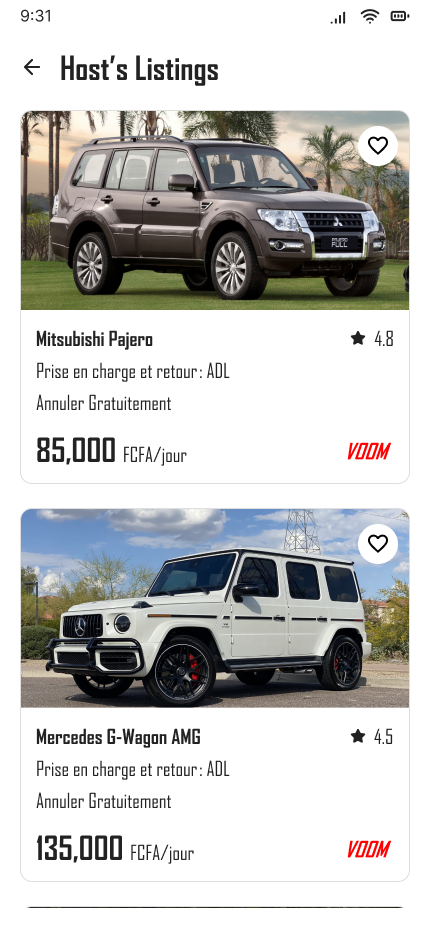 9:31
Host’s Listings
FULL
Mitsubishi Pajero 4.8
Prise en charge et retour: ADL
Annuler Gratuitement
85,000 FCFA/jour VOOM
Mercedes G-Wagon AMG 4.5
Prise en charge et retour: ADL
Annuler Gratuitement
135,000 FCFA/jour VOOM